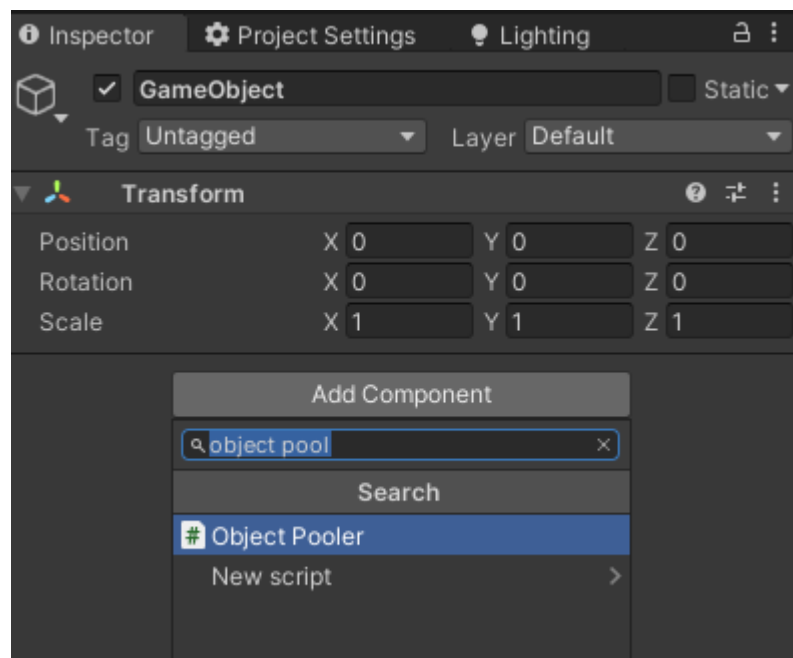 Inspector Project Settings Lighting
GameObject Static
Tag Untagged Layer Default
Transform
Position X 0 Y 0 Z 0
Rotation X 0 Y 0 Z 0
Scale X 1 Y 1 Z 1
Add Component
object pool
Search
# Object Pooler
New script